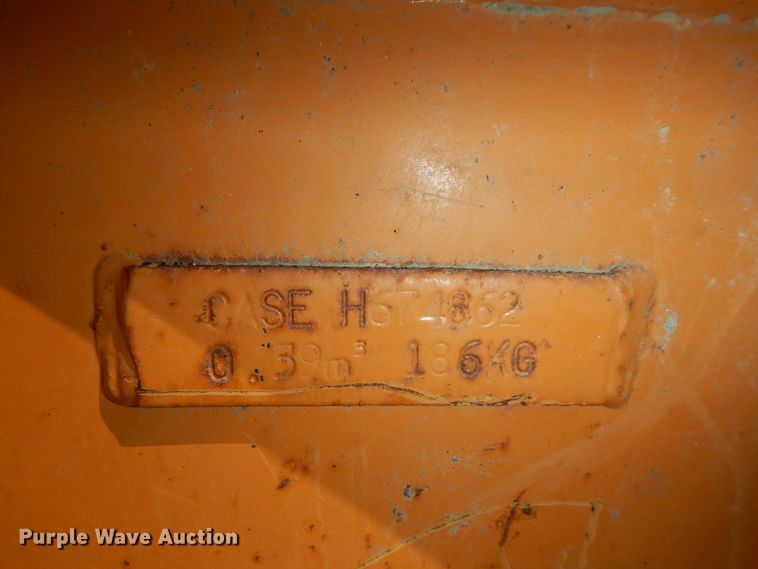 CASE H674862
0.39m³ 186KG
Purple Wave Auction